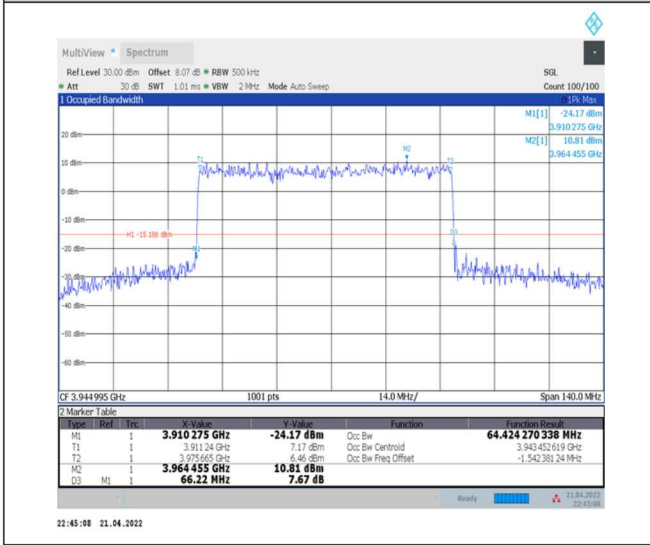 MultiView Spectrum
Ref Level 30.00 dBm Offset 8.07 dB RBW 500 kHz SGL
Att 30 dB SWT 1.01 ms VBW 2 MHz Mode Auto Sweep Count 100/100
1 Occupied Bandwidth 1Pk Max
M1[1] -24.17 dBm
3.910 275 GHz
20 dBm
M2[1] 10.81 dBm
3.964 455 GHz
M2
T1
T2
10 dBm
0 dBm
-10 dBm
H1 -15.186 dBm
D3
-20 dBm
M1
-30 dBm
-40 dBm
-50 dBm
-60 dBm
CF 3.944 995 GHz 1001 pts 14.0 MHz/ Span 140.0 MHz
2 Marker Table
Type Ref Trc X-Value Y-Value Function Function Result
M1 1 3.910 275 GHz -24.17 dBm Occ Bw 64.424 270 338 MHz
T1 1 3.911 24 GHz 7.17 dBm Occ Bw Centroid 3.943 452 619 GHz
T2 1 3.975 665 GHz 6.46 dBm Occ Bw Freq Offset -1.542 381 24 MHz
M2 1 3.964 455 GHz 10.81 dBm
D3 M1 1 66.22 MHz 7.67 dB
Ready 21.04.2022
22:45:08
22:45:08 21.04.2022